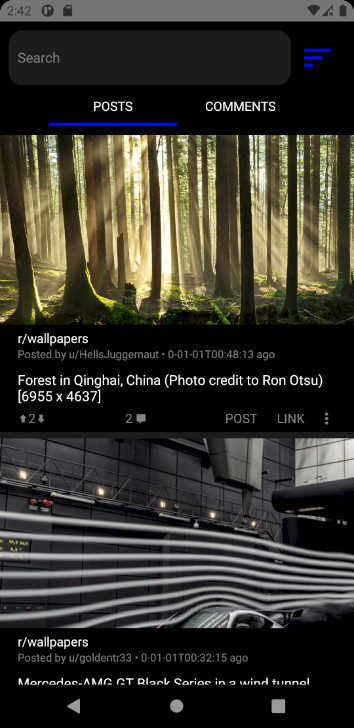 2:42
Search
POSTS COMMENTS
r/wallpapers
Posted by u/HellsJuggernaut • 0-01-01T00:48:13 ago
Forest in Qinghai, China (Photo credit to Ron Otsu)
[6955 x 4637]
2 2 POST LINK
r/wallpapers
Posted by u/goldentr33 • 0-01-01T00:32:15 ago
Mercedes-AMG GT Black Series in a wind tunnel